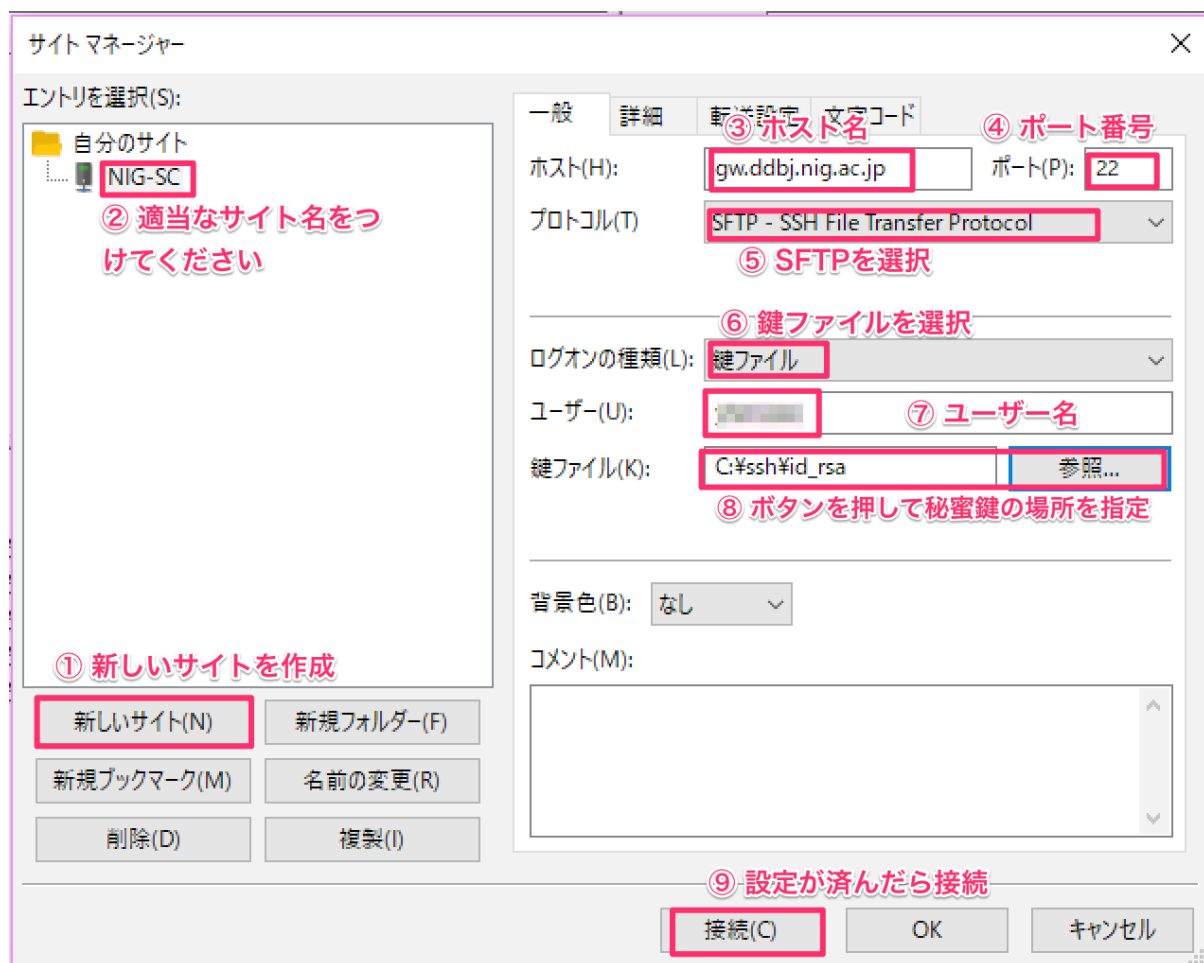 サイト マネージャー
エントリを選択(S):
自分のサイト
NIG-SC
② 適当なサイト名をつ
けてください
① 新しいサイトを作成
新しいサイト(N)
新規フォルダー(F)
新規ブックマーク(M)
名前の変更(R)
削除(D)
複製(I)
一般
詳細
転送設定
文字コード
③ ホスト名
④ ポート番号
ホスト(H):
gw.ddbj.nig.ac.jp
ポート(P):
22
プロトコル(T)
SFTP - SSH File Transfer Protocol
⑤ SFTPを選択
⑥ 鍵ファイルを選択
ログオンの種類(L):
鍵ファイル
ユーザー(U):
⑦ ユーザー名
鍵ファイル(K):
C:¥ssh¥id_rsa
参照...
⑧ ボタンを押して秘蜜鍵の場所を指定
背景色(B):
なし
コメント(M):
⑨ 設定が済んだら接続
接続(C)
OK
キャンセル